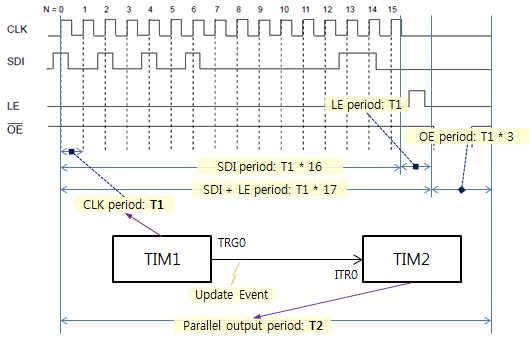 N = 0 1 2 3 4 5 6 7 8 9 10 11 12 13 14 15
CLK
SDI
LE
OE
LE period: T1
OE period: T1 * 3
SDI period: T1 * 16
SDI + LE period: T1 * 17
CLK period: T1
TIM1
TRG0
TIM2
ITR0
Update Event
Parallel output period: T2